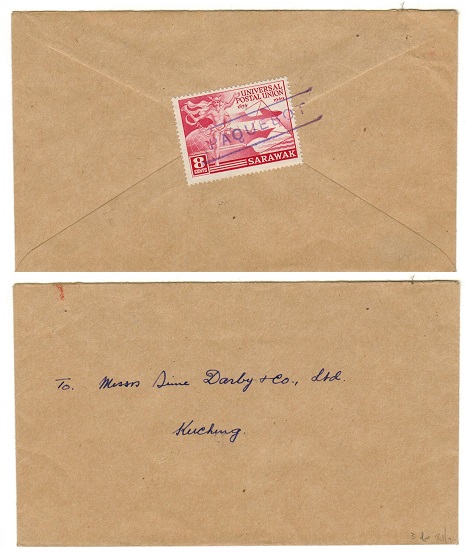 UNIVERSAL
POSTAL UNION
1874 1949
PAQUEBOT
8
CENTS
SARAWAK
To. Messrs Sime Darby & Co., Ltd.
Kuching.